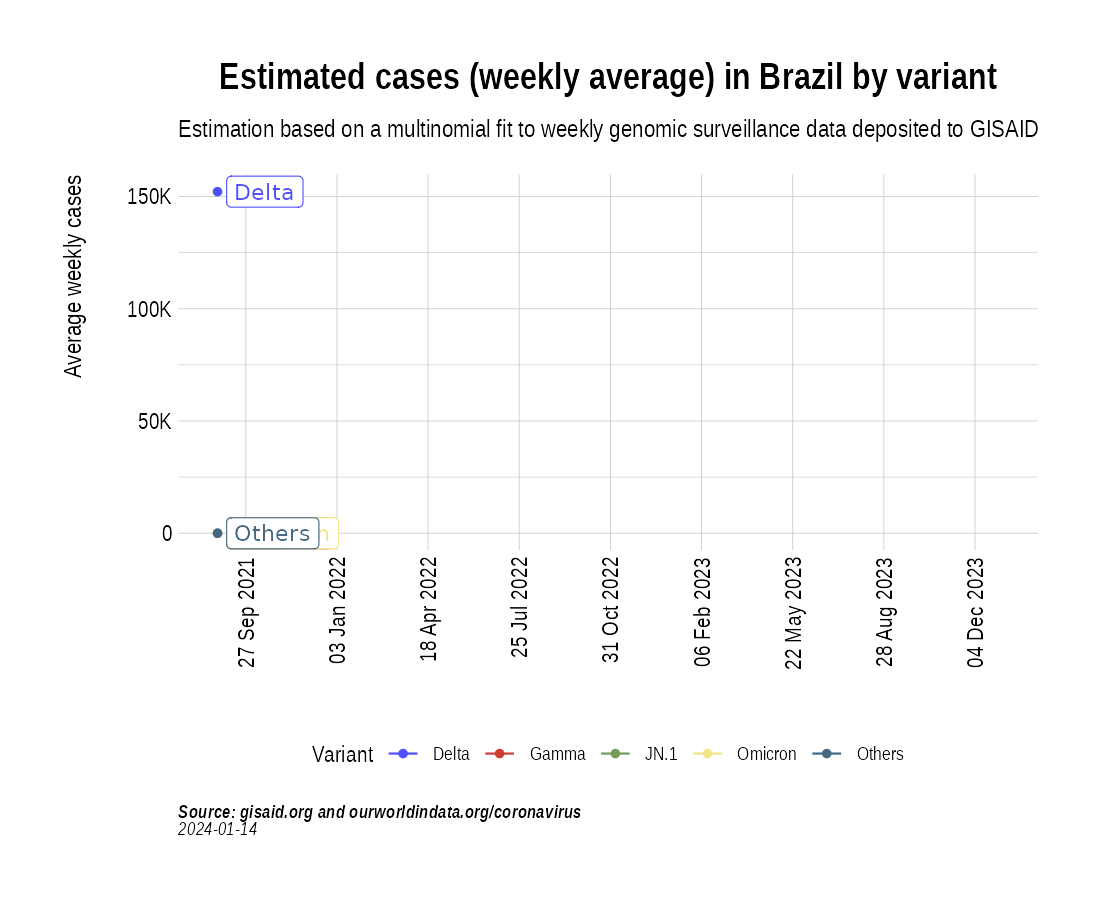 Estimated cases (weekly average) in Brazil by variant
Estimation based on a multinomial fit to weekly genomic surveillance data deposited to GISAID
Average weekly cases
150K
100K
50K
0
Delta
Others
27 Sep 2021
03 Jan 2022
18 Apr 2022
25 Jul 2022
31 Oct 2022
06 Feb 2023
22 May 2023
28 Aug 2023
04 Dec 2023
Variant Delta Gamma JN.1 Omicron Others
Source: gisaid.org and ourworldindata.org/coronavirus
2024-01-14